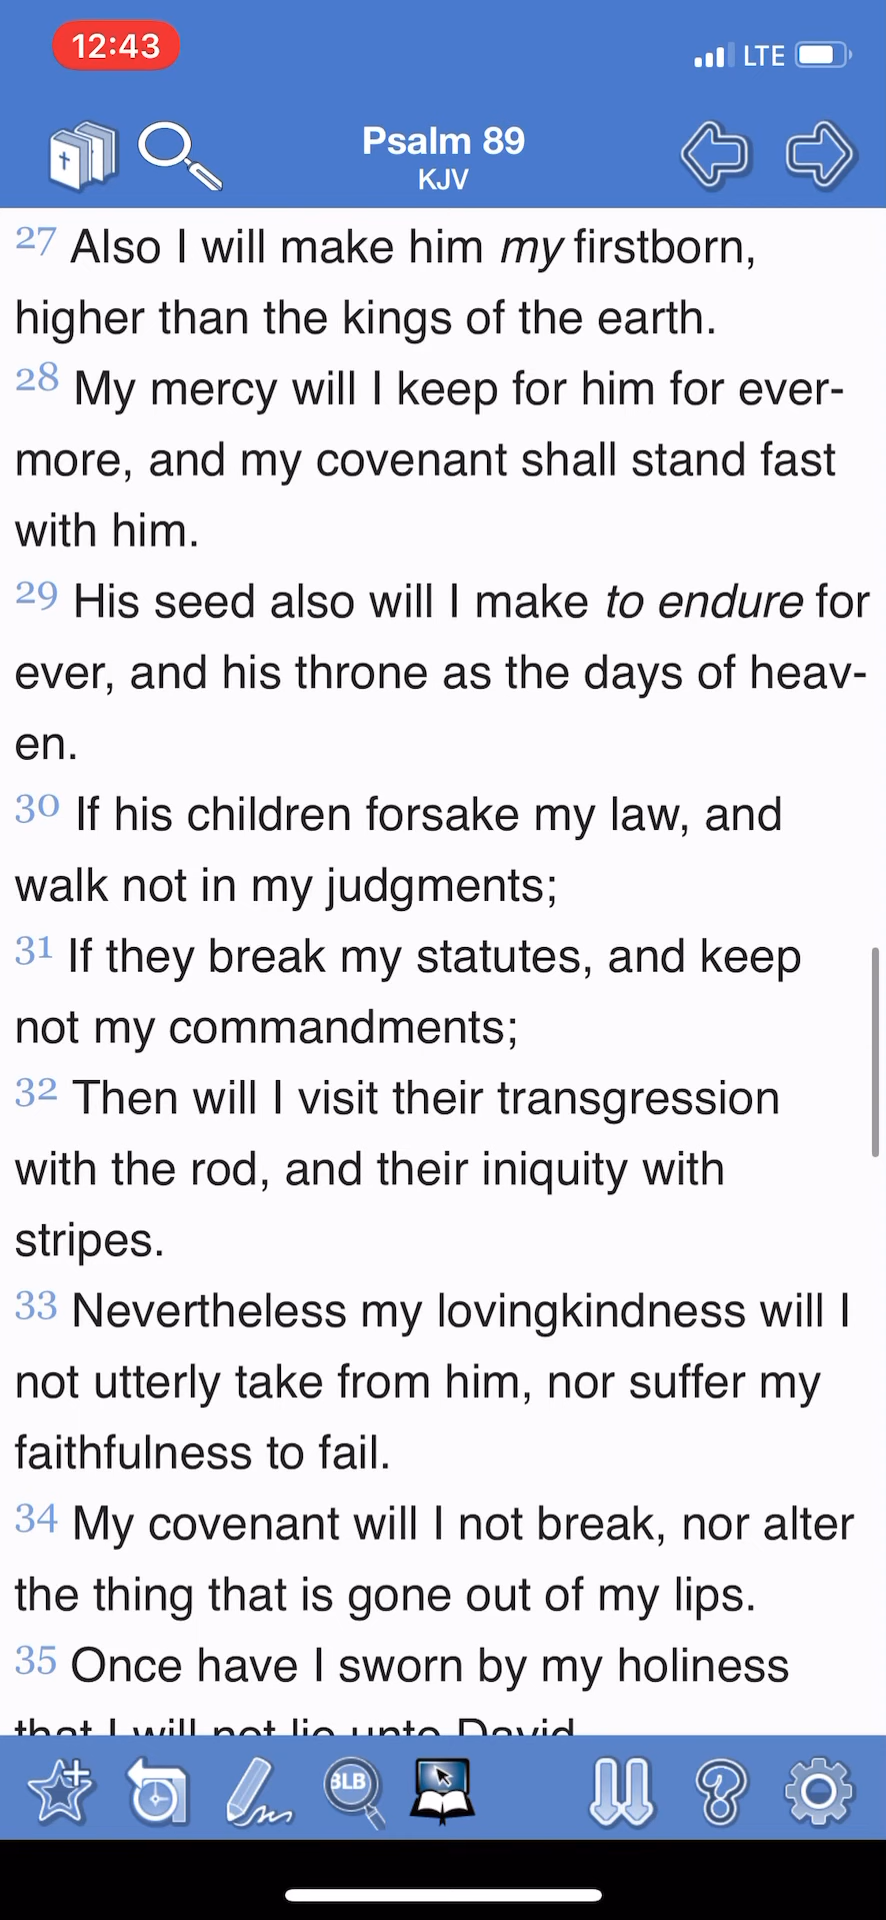 12:43
LTE
Psalm 89
KJV
27 Also I will make him my firstborn,
higher than the kings of the earth.
28 My mercy will I keep for him for ever-
more, and my covenant shall stand fast
with him.
29 His seed also will I make to endure for
ever, and his throne as the days of heav-
en.
30 If his children forsake my law, and
walk not in my judgments;
31 If they break my statutes, and keep
not my commandments;
32 Then will I visit their transgression
with the rod, and their iniquity with
stripes.
33 Nevertheless my lovingkindness will I
not utterly take from him, nor suffer my
faithfulness to fail.
34 My covenant will I not break, nor alter
the thing that is gone out of my lips.
35 Once have I sworn by my holiness
that I will not lie unto David
BLB